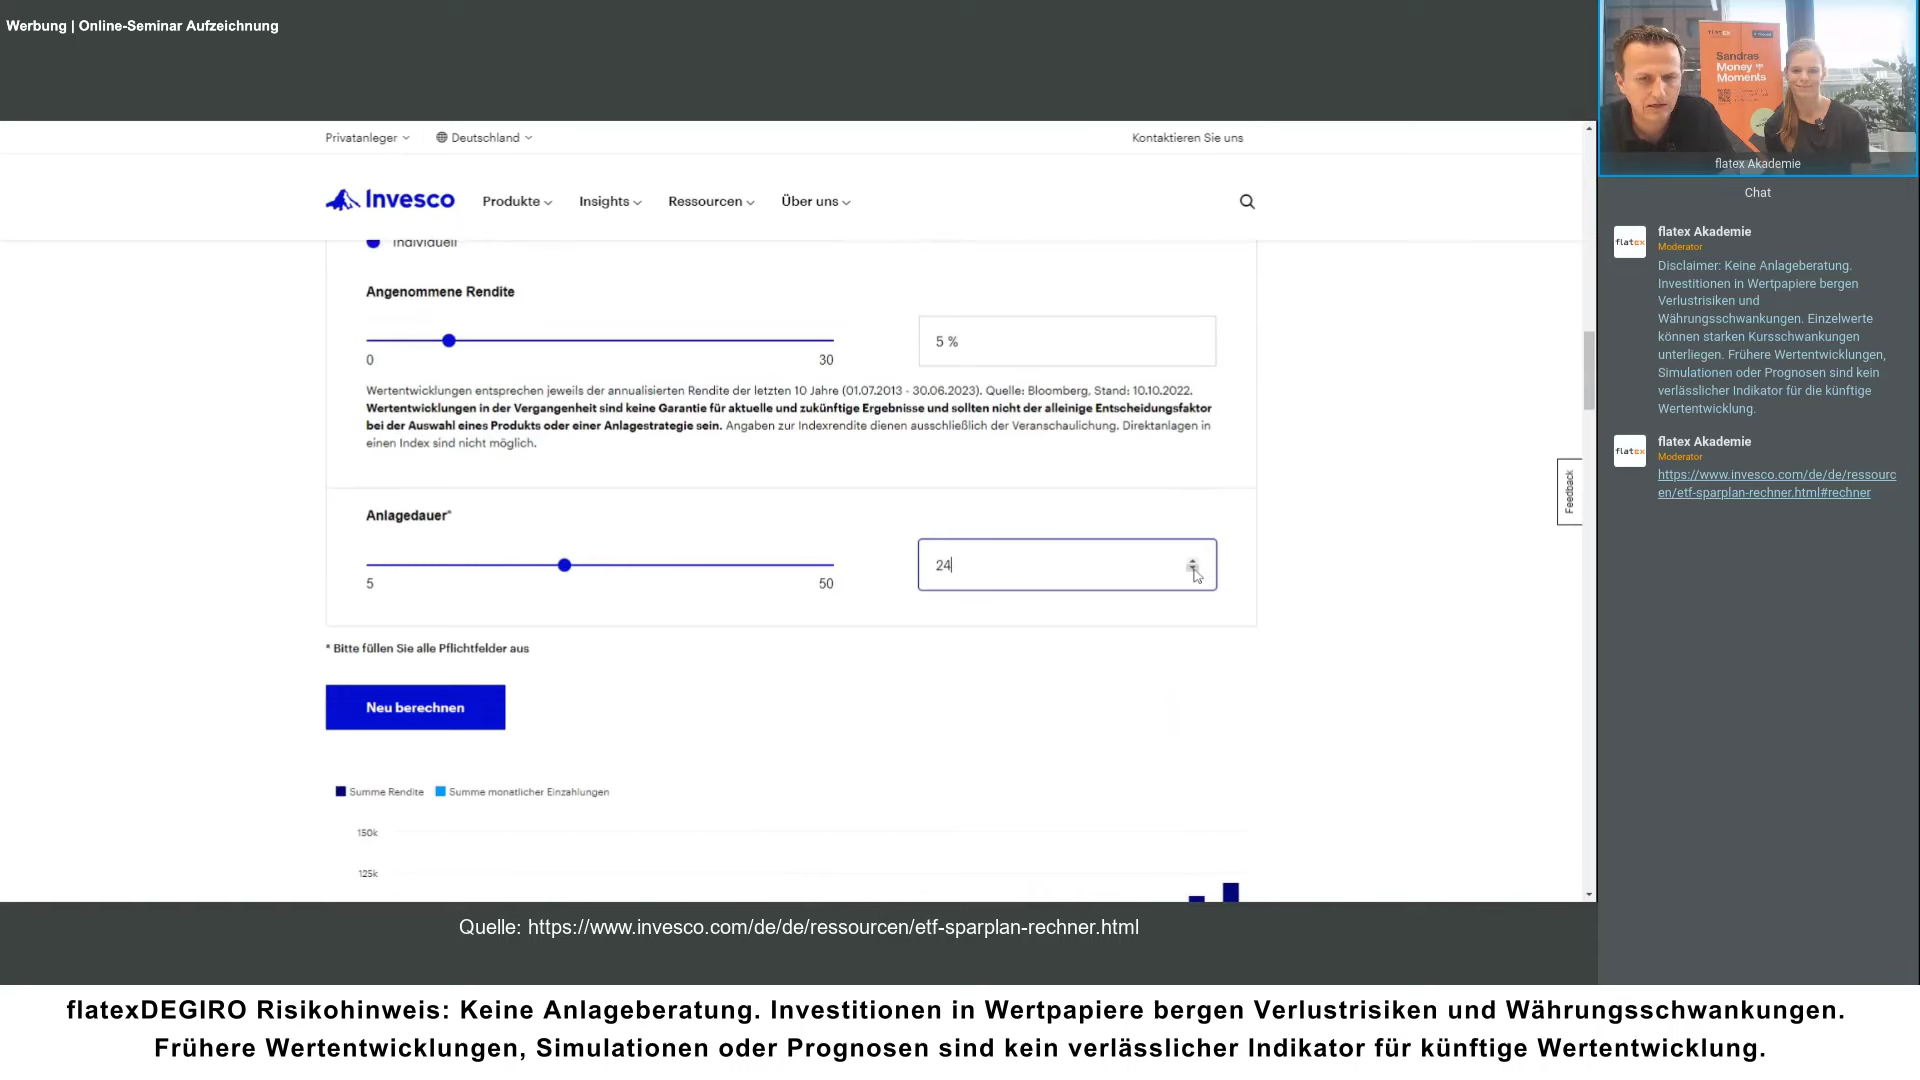 Werbung | Online-Seminar Aufzeichnung
Privatanleger
Deutschland
Kontaktieren Sie uns
Invesco
Produkte
Insights
Ressourcen
Über uns
Individuell
Angenommene Rendite
5 %
0
30
Wertentwicklungen entsprechen jeweils der annualisierten Rendite der letzten 10 Jahre (01.07.2013 - 30.06.2023). Quelle: Bloomberg, Stand: 10.10.2022.
Wertentwicklungen in der Vergangenheit sind keine Garantie für aktuelle und zukünftige Ergebnisse und sollten nicht der alleinige Entscheidungsfaktor
bei der Auswahl eines Produkts oder einer Anlagestrategie sein. Angaben zur Indexrendite dienen ausschließlich der Veranschaulichung. Direktanlagen in
einen Index sind nicht möglich.
Anlagedauer*
24
5
50
* Bitte füllen Sie alle Pflichtfelder aus
Neu berechnen
Summe Rendite
Summe monatlicher Einzahlungen
150k
125k
Feedback
Quelle: https://www.invesco.com/de/de/ressourcen/etf-sparplan-rechner.html
flatex
Sandras
Money
Moments
flatex Akademie
Chat
flatex
flatex Akademie
Moderator
Disclaimer: Keine Anlageberatung.
Investitionen in Wertpapiere bergen
Verlustrisiken und
Währungsschwankungen. Einzelwerte
können starken Kursschwankungen
unterliegen. Frühere Wertentwicklungen,
Simulationen oder Prognosen sind kein
verlässlicher Indikator für die künftige
Wertentwicklung.
flatex
flatex Akademie
Moderator
https://www.invesco.com/de/de/ressourc
en/etf-sparplan-rechner.html#rechner
flatexDEGIRO Risikohinweis: Keine Anlageberatung. Investitionen in Wertpapiere bergen Verlustrisiken und Währungsschwankungen.
Frühere Wertentwicklungen, Simulationen oder Prognosen sind kein verlässlicher Indikator für künftige Wertentwicklung.